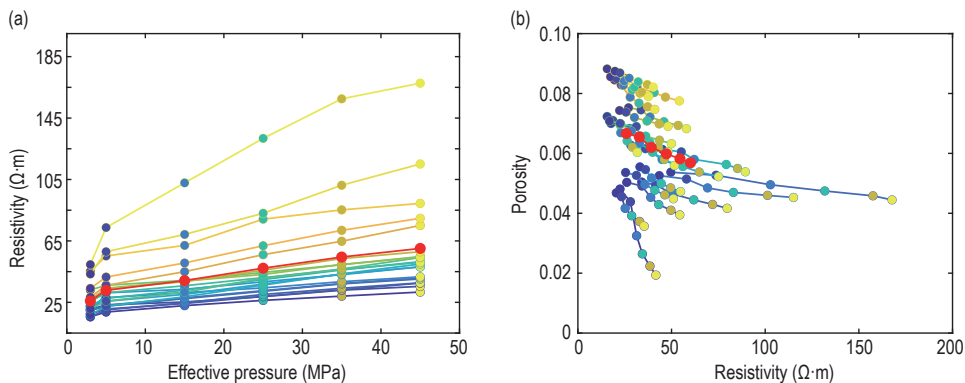 (a)
185
145
105
65
25
Resistivity (Ω·m)
0 10 20 30 40 50
Effective pressure (MPa)
(b)
0.10
0.08
0.06
0.04
0.02
0
Porosity
0 50 100 150 200
Resistivity (Ω·m)